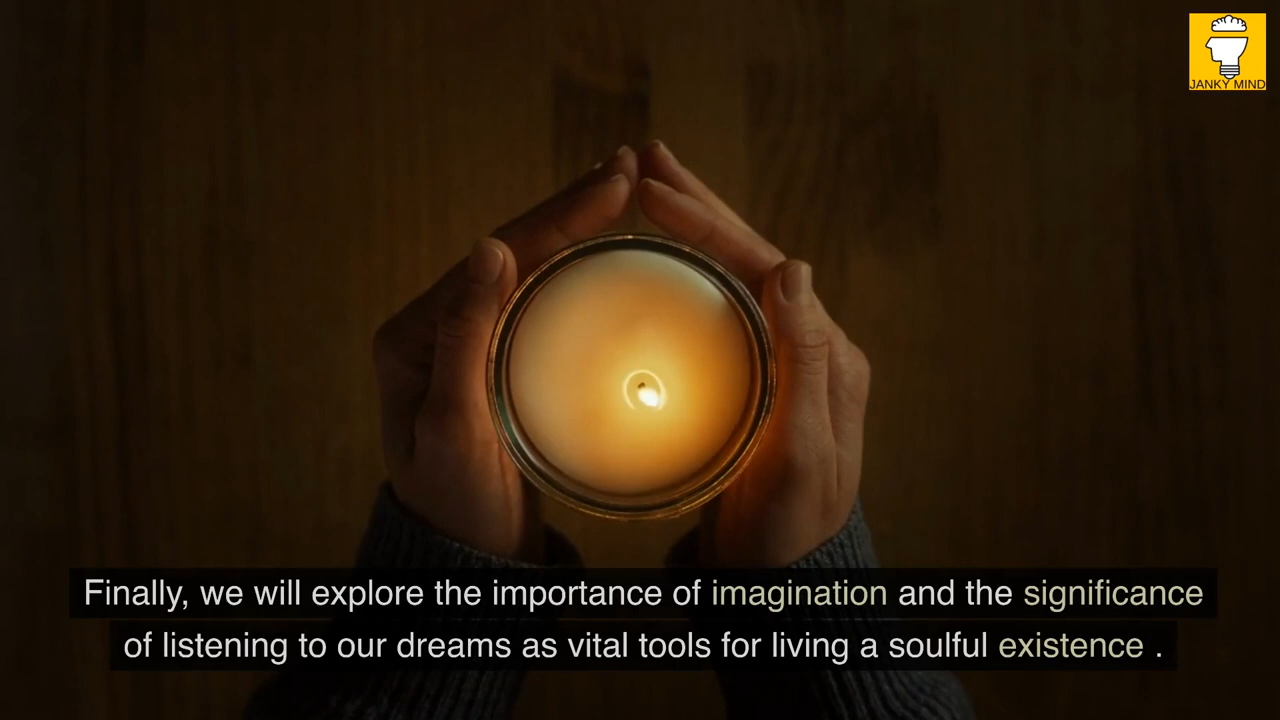 JANKY MIND
Finally, we will explore the importance of imagination and the significance
of listening to our dreams as vital tools for living a soulful existence .